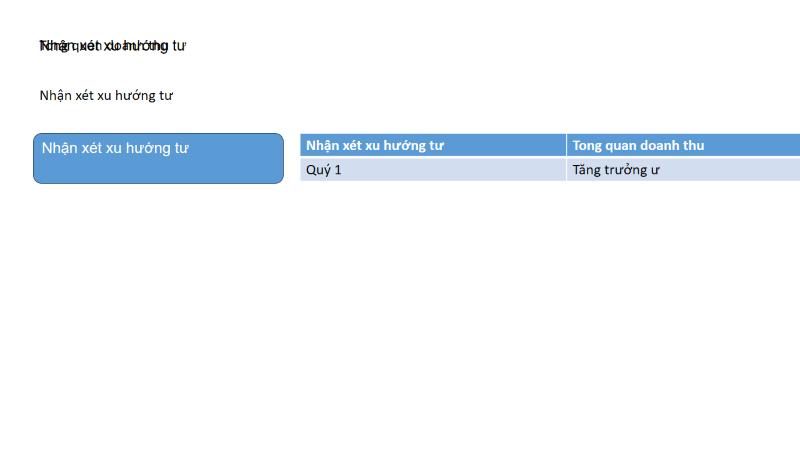 Nhận xét xu hướng tư
Nhận xét xu hướng tư
Nhận xét xu hướng tư
Nhận xét xu hướng tư
Tong quan doanh thu
Quý 1
Tăng trưởng ư